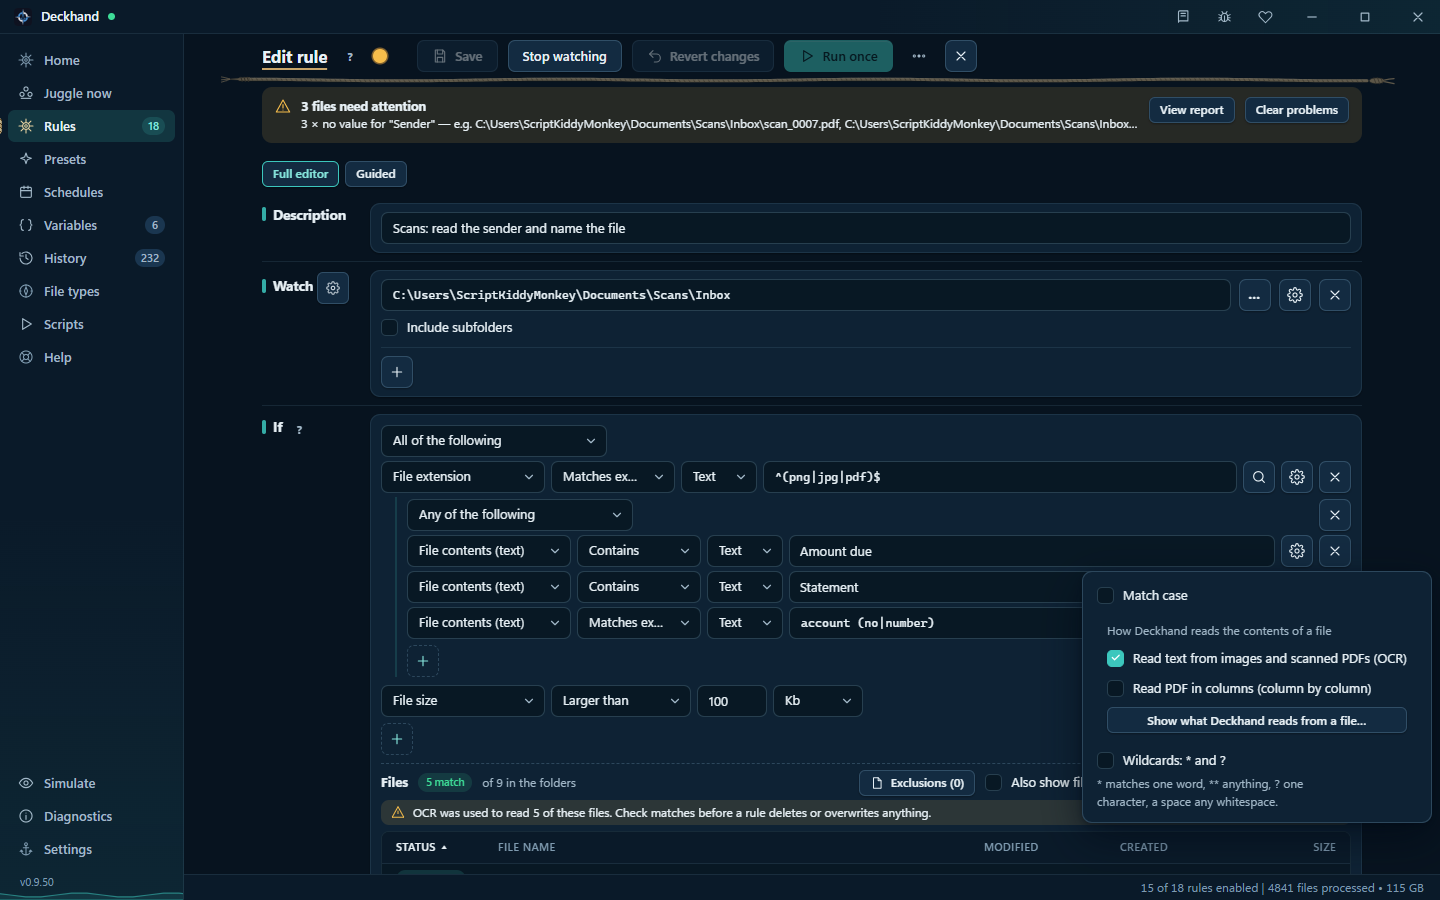 Deckhand
Home
Juggle now
Rules 18
Presets
Schedules
Variables 6
History 232
File types
Scripts
Help
Simulate
Diagnostics
Settings
v0.9.50
Edit rule ? Save Stop watching Revert changes Run once
3 files need attention
3 × no value for "Sender" — e.g. C:\Users\ScriptKiddyMonkey\Documents\Scans\Inbox\scan_0007.pdf, C:\Users\ScriptKiddyMonkey\Documents\Scans\Inbox...
View report Clear problems
Full editor Guided
Description Scans: read the sender and name the file
Watch C:\Users\ScriptKiddyMonkey\Documents\Scans\Inbox ...
Include subfolders
If ?
All of the following
File extension Matches ex... Text ^(png|jpg|pdf)$
Any of the following
File contents (text) Contains Text Amount due
File contents (text) Contains Text Statement
File contents (text) Matches ex... Text account (no|number)
File size Larger than 100 Kb
Match case
How Deckhand reads the contents of a file
Read text from images and scanned PDFs (OCR)
Read PDF in columns (column by column)
Show what Deckhand reads from a file...
Wildcards: * and ?
* matches one word, ** anything, ? one
character, a space any whitespace.
Files 5 match of 9 in the folders Exclusions (0) Also show fil
OCR was used to read 5 of these files. Check matches before a rule deletes or overwrites anything.
STATUS FILE NAME MODIFIED CREATED SIZE
15 of 18 rules enabled | 4841 files processed • 115 GB